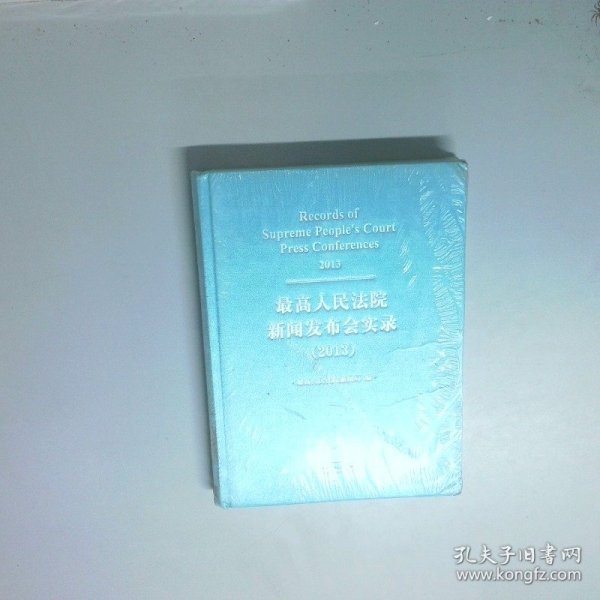 Records of
Supreme People's Court
Press Conferences
2013
最高人民法院
新闻发布会实录
(2013)
孔夫子旧书网
www.kongfz.com